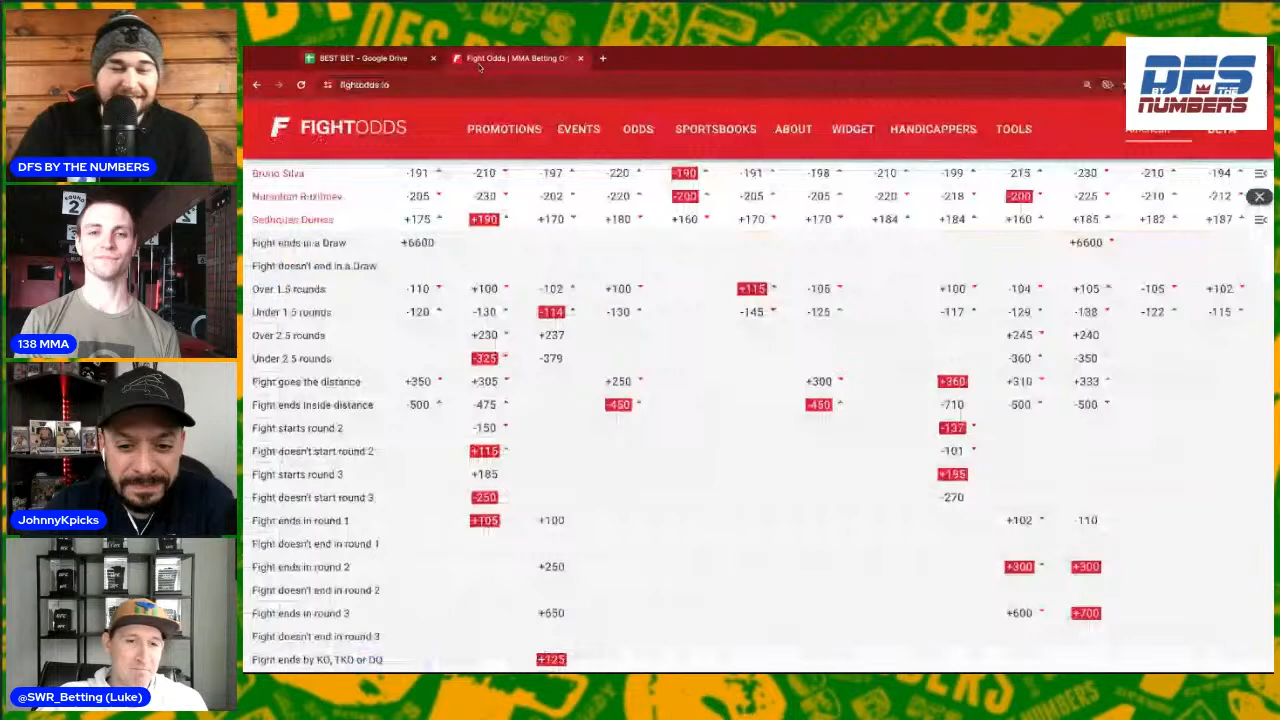 BEST BET - Google Drive
Fight Odds | MMA Betting O
fightodds.io
DFS
BY THE
NUMBERS
FIGHTODDS
PROMOTIONS EVENTS ODDS SPORTSBOOKS ABOUT WIDGET HANDICAPPERS TOOLS
Bruno Silva -191 -210 -197 -220 -190 -191 -198 -210 -199 -215 -230 -210 -194
-205 -230 -202 -220 -200 -205 -205 -220 -218 -200 -225 -210 -212
Sedriques Dumas +175 +190 +170 +180 +160 +170 +170 +184 +184 +160 +185 +182 +187
Fight ends in a Draw +6600 +6600
Fight doesn't end in a Draw
Over 1.5 rounds -110 +100 -102 +100 +115 -105 +100 -104 +105 -105 +102
Under 1.5 rounds -120 -130 -114 -130 -145 -125 -117 -129 -138 -122 -115
Over 2.5 rounds +230 +237 +245 +240
Under 2.5 rounds -325 -379 -360 -350
Fight goes the distance +350 +305 +250 +300 +360 +310 +333
Fight ends inside distance -500 -475 -450 -450 -710 -500 -500
Fight starts round 2 -150 -137
Fight doesn't start round 2 +115 -101
Fight starts round 3 +185 +195
Fight doesn't start round 3 -250 -270
Fight ends in round 1 +105 +100 +102 -110
Fight doesn't end in round 1
Fight ends in round 2 +250 +300 +300
Fight doesn't end in round 2
Fight ends in round 3 +650 +600 +700
Fight doesn't end in round 3
Fight ends by KO, TKO or DQ +125
DFS BY THE NUMBERS
ROUND
2
138 MMA
JohnnyKpicks
@SWR_Betting (Luke)